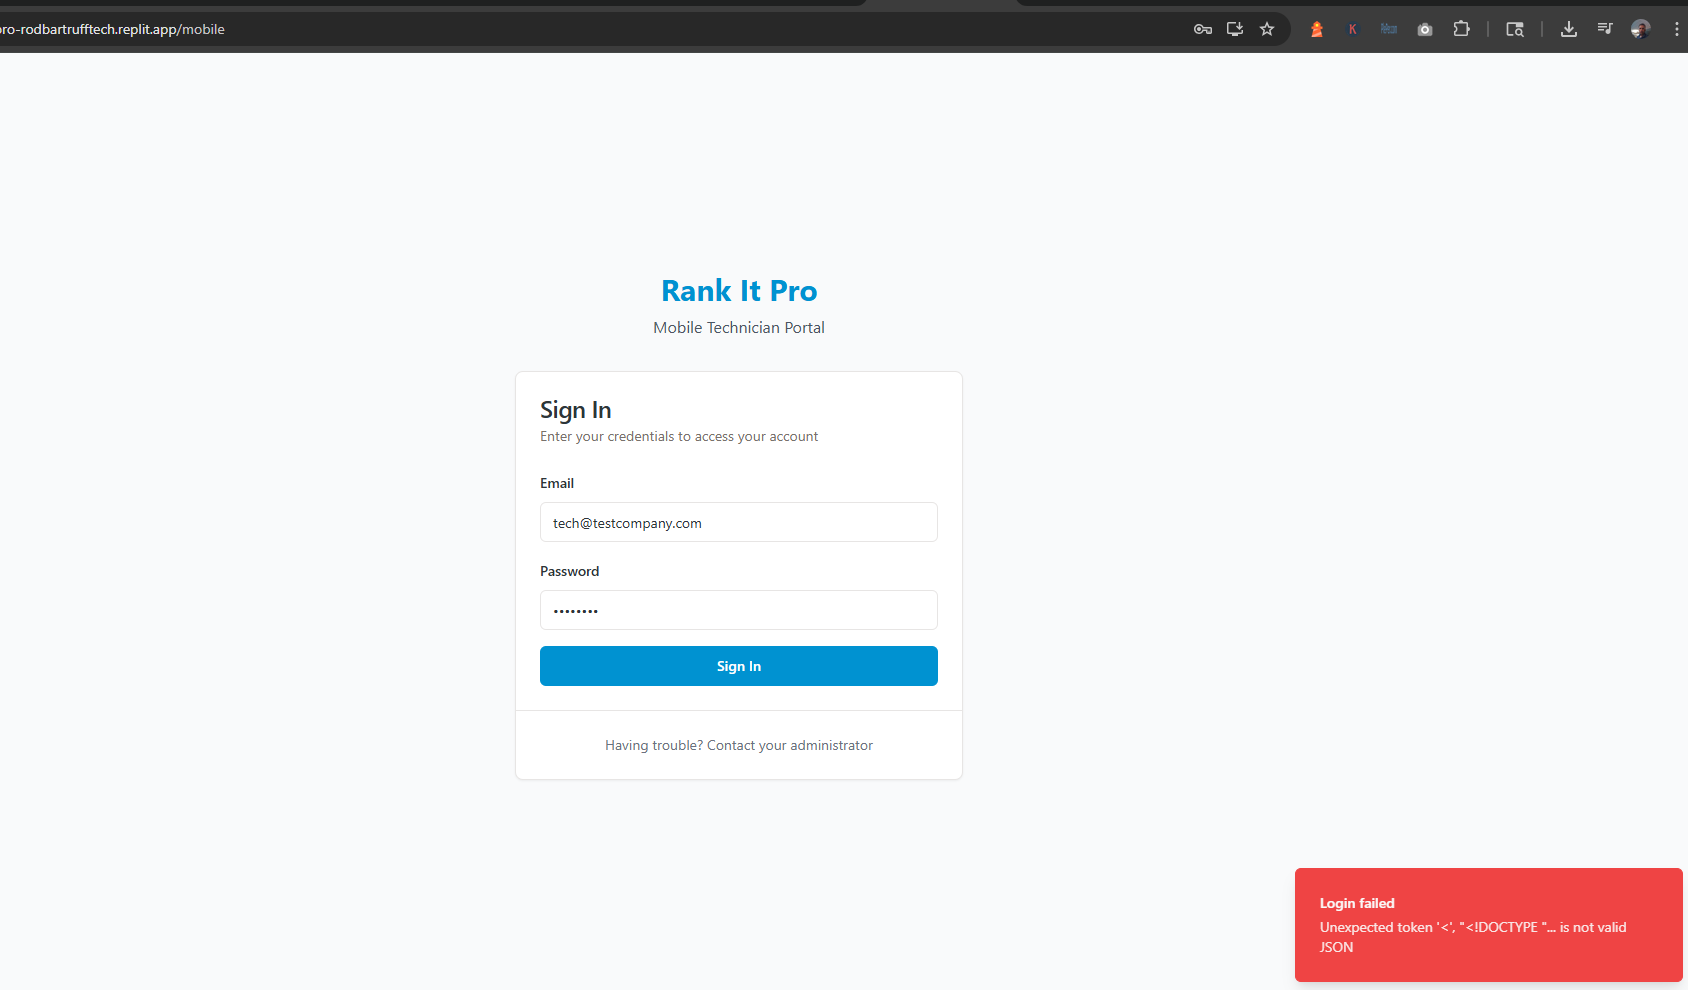 pro-rodbartrufftech.replit.app/mobile
K
Rank It Pro
Mobile Technician Portal
Sign In
Enter your credentials to access your account
Email
tech@testcompany.com
Password
••••••••
Sign In
Having trouble? Contact your administrator
Login failed
Unexpected token '<', "<!DOCTYPE "... is not valid
JSON